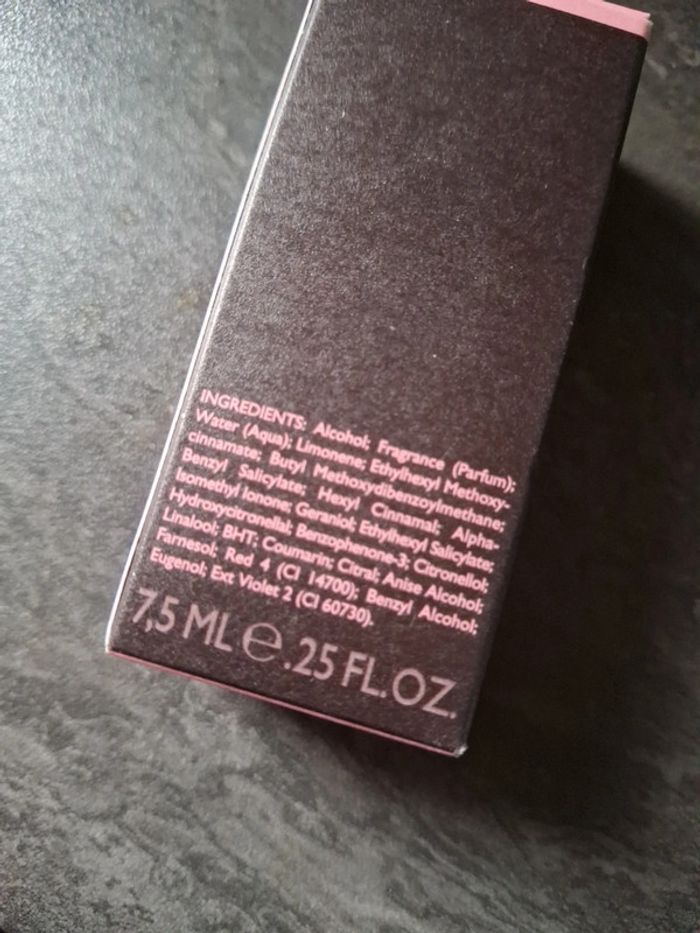 INGREDIENTS: Alcohol; Fragrance (Parfum);
Water (Aqua); Limonene; Ethylhexyl Methoxy-
cinnamate; Butyl Methoxydibenzoylmethane;
Benzyl Salicylate; Hexyl Cinnamal; Alpha-
Isomethyl Ionone; Geraniol; Ethylhexyl Salicylate;
Hydroxycitronellal; Benzophenone-3; Citronellol;
Linalool; BHT; Coumarin; Citral; Anise Alcohol;
Farnesol; Red 4 (CI 14700); Benzyl Alcohol;
Eugenol; Ext Violet 2 (CI 60730).
7,5 ML ℮ .25 FL.OZ.